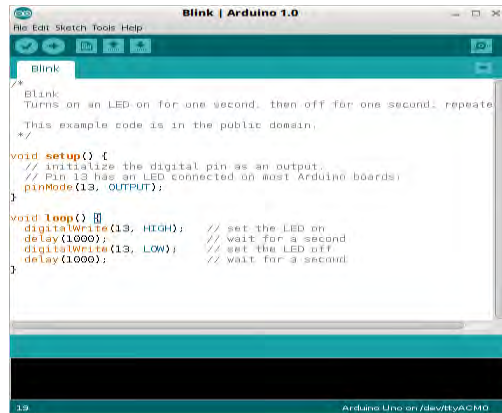 Blink | Arduino 1.0
File Edit Sketch Tools Help
Blink
/*
Blink
Turns on an LED on for one second, then off for one second, repeate
This example code is in the public domain.
*/
void setup() {
// initialize the digital pin as an output.
// Pin 13 has an LED connected on most Arduino boards:
pinMode(13, OUTPUT);
}
void loop() {
digitalWrite(13, HIGH); // set the LED on
delay(1000); // wait for a second
digitalWrite(13, LOW); // set the LED off
delay(1000); // wait for a second
}
19
Arduino Uno on /dev/ttyACM0